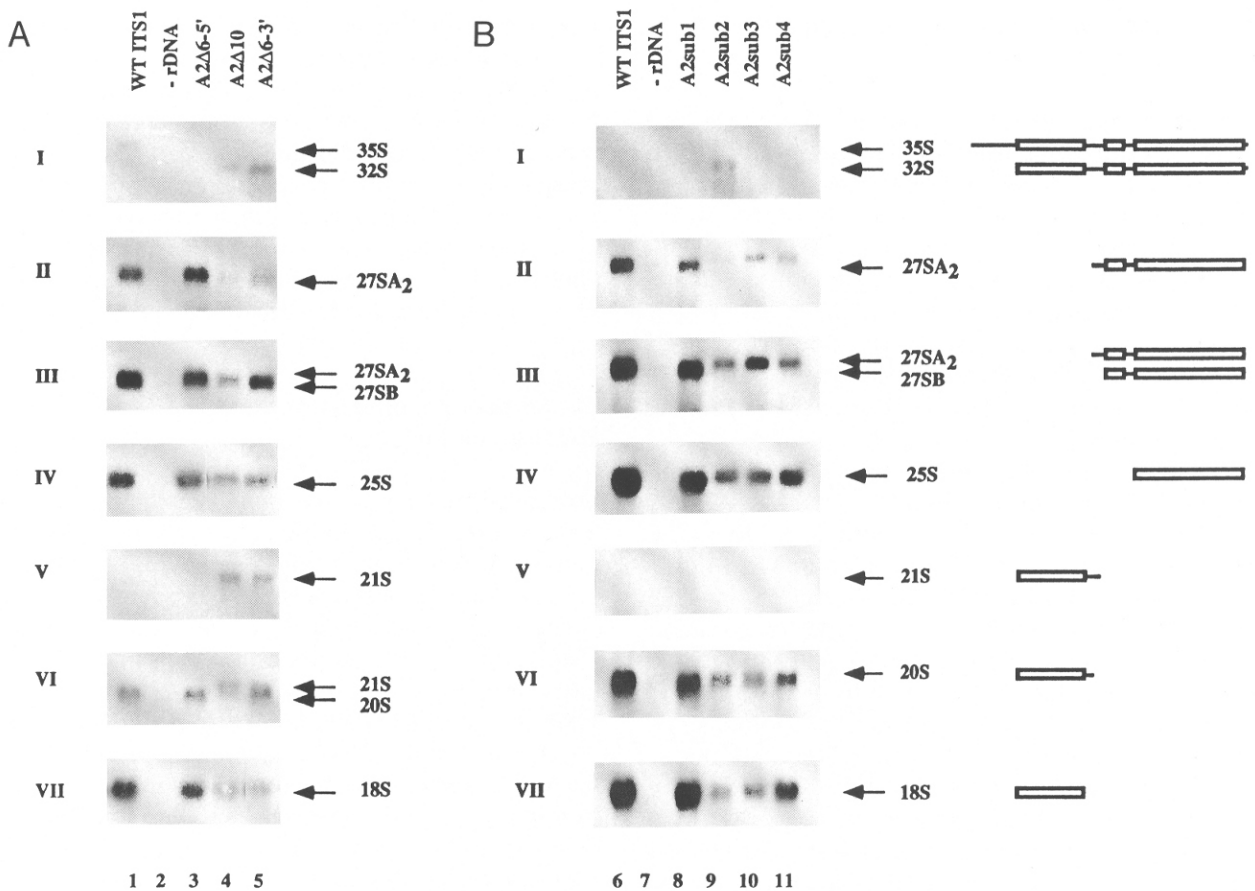 A
WT ITS1
- rDNA
A2Δ6-5'
A2Δ10
A2Δ6-3'
I
35S
32S
II
27SA2
III
27SA2
27SB
IV
25S
V
21S
VI
21S
20S
VII
18S
1 2 3 4 5
B
WT ITS1
- rDNA
A2sub1
A2sub2
A2sub3
A2sub4
I
35S
32S
II
27SA2
III
27SA2
27SB
IV
25S
V
21S
VI
20S
VII
18S
6 7 8 9 10 11